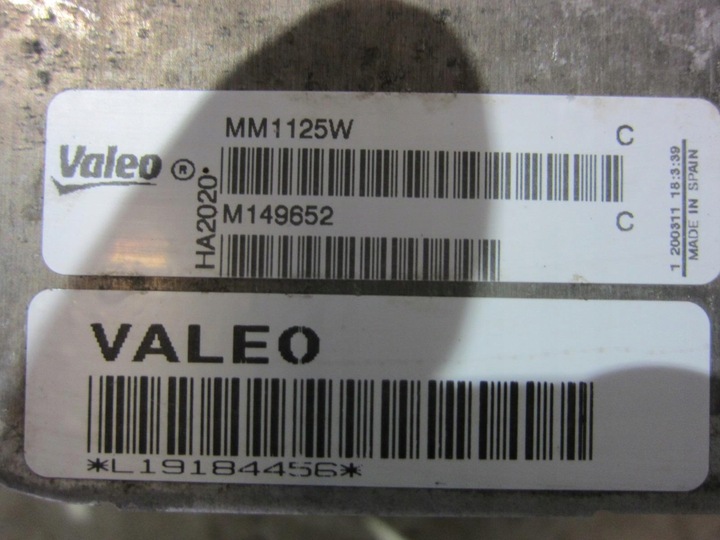 MM1125W
C
Valeo ®
HA2020•
M149652
C
1 200311 18:3:39
MADE IN SPAIN
VALEO
*L19184456*